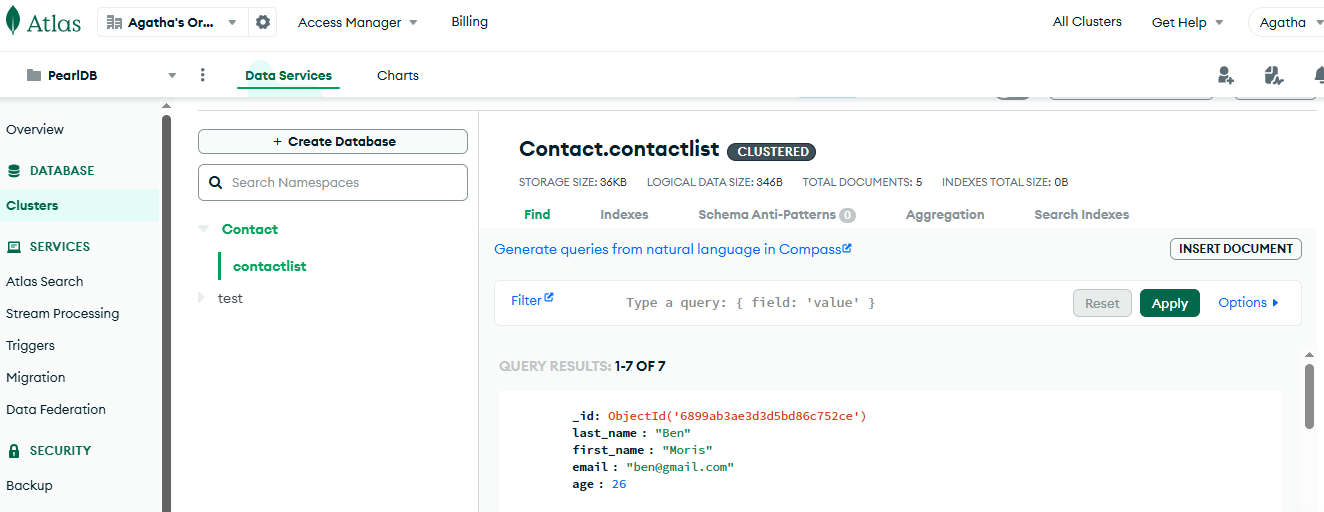 Atlas
Agatha's Or...
Access Manager
Billing
All Clusters
Get Help
Agatha
PearlDB
Data Services
Charts
Overview
DATABASE
Clusters
SERVICES
Atlas Search
Stream Processing
Triggers
Migration
Data Federation
SECURITY
Backup
+ Create Database
Search Namespaces
Contact
contactlist
test
Contact.contactlist CLUSTERED
STORAGE SIZE: 36KB LOGICAL DATA SIZE: 346B TOTAL DOCUMENTS: 5 INDEXES TOTAL SIZE: 0B
Find Indexes Schema Anti-Patterns 0 Aggregation Search Indexes
Generate queries from natural language in Compass
INSERT DOCUMENT
Filter Type a query: { field: 'value' } Reset Apply Options
QUERY RESULTS: 1-7 OF 7
_id: ObjectId('6899ab3ae3d3d5bd86c752ce')
last_name : "Ben"
first_name : "Moris"
email : "ben@gmail.com"
age : 26